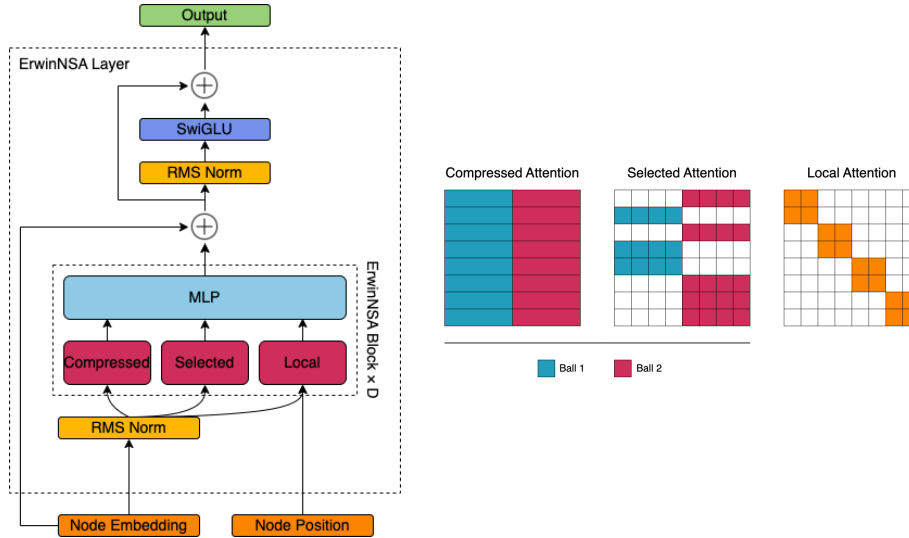 Output
ErwinNSA Layer
SwiGLU
RMS Norm
MLP
Compressed
Selected
Local
ErwinNSA Block × D
RMS Norm
Node Embedding
Node Position
Compressed Attention
Selected Attention
Local Attention
Ball 1
Ball 2